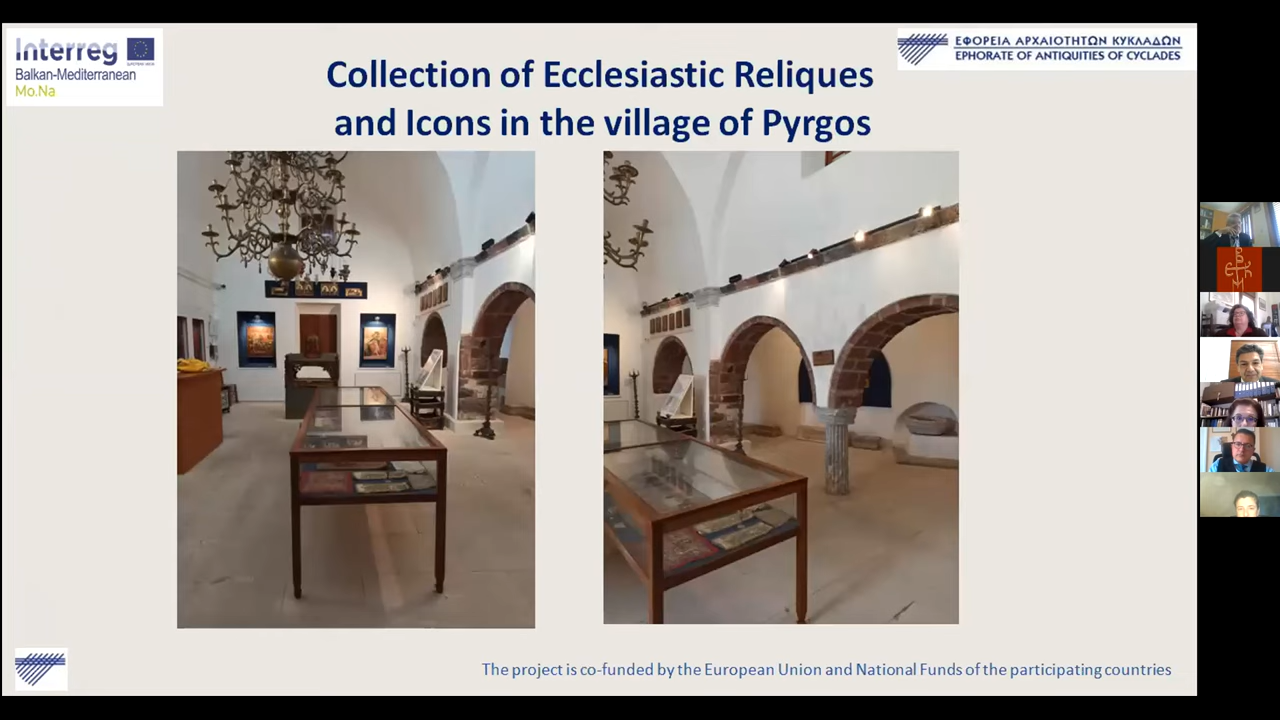 Interreg
Balkan-Mediterranean
Mo.Na
ΕΦΟΡΕΙΑ ΑΡΧΑΙΟΤΗΤΩΝ ΚΥΚΛΑΔΩΝ
EPHORATE OF ANTIQUITIES OF CYCLADES
Collection of Ecclesiastic Reliques
and Icons in the village of Pyrgos
The project is co-funded by the European Union and National Funds of the participating countries